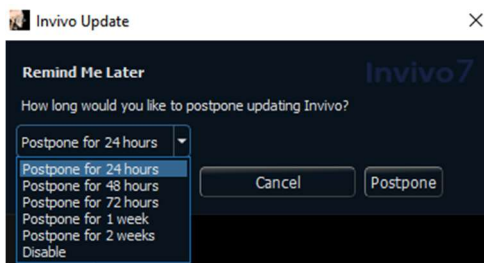 Invivo Update
Remind Me Later
Invivo7
How long would you like to postpone updating Invivo?
Postpone for 24 hours
Postpone for 24 hours
Postpone for 48 hours
Postpone for 72 hours
Postpone for 1 week
Postpone for 2 weeks
Disable
Cancel
Postpone